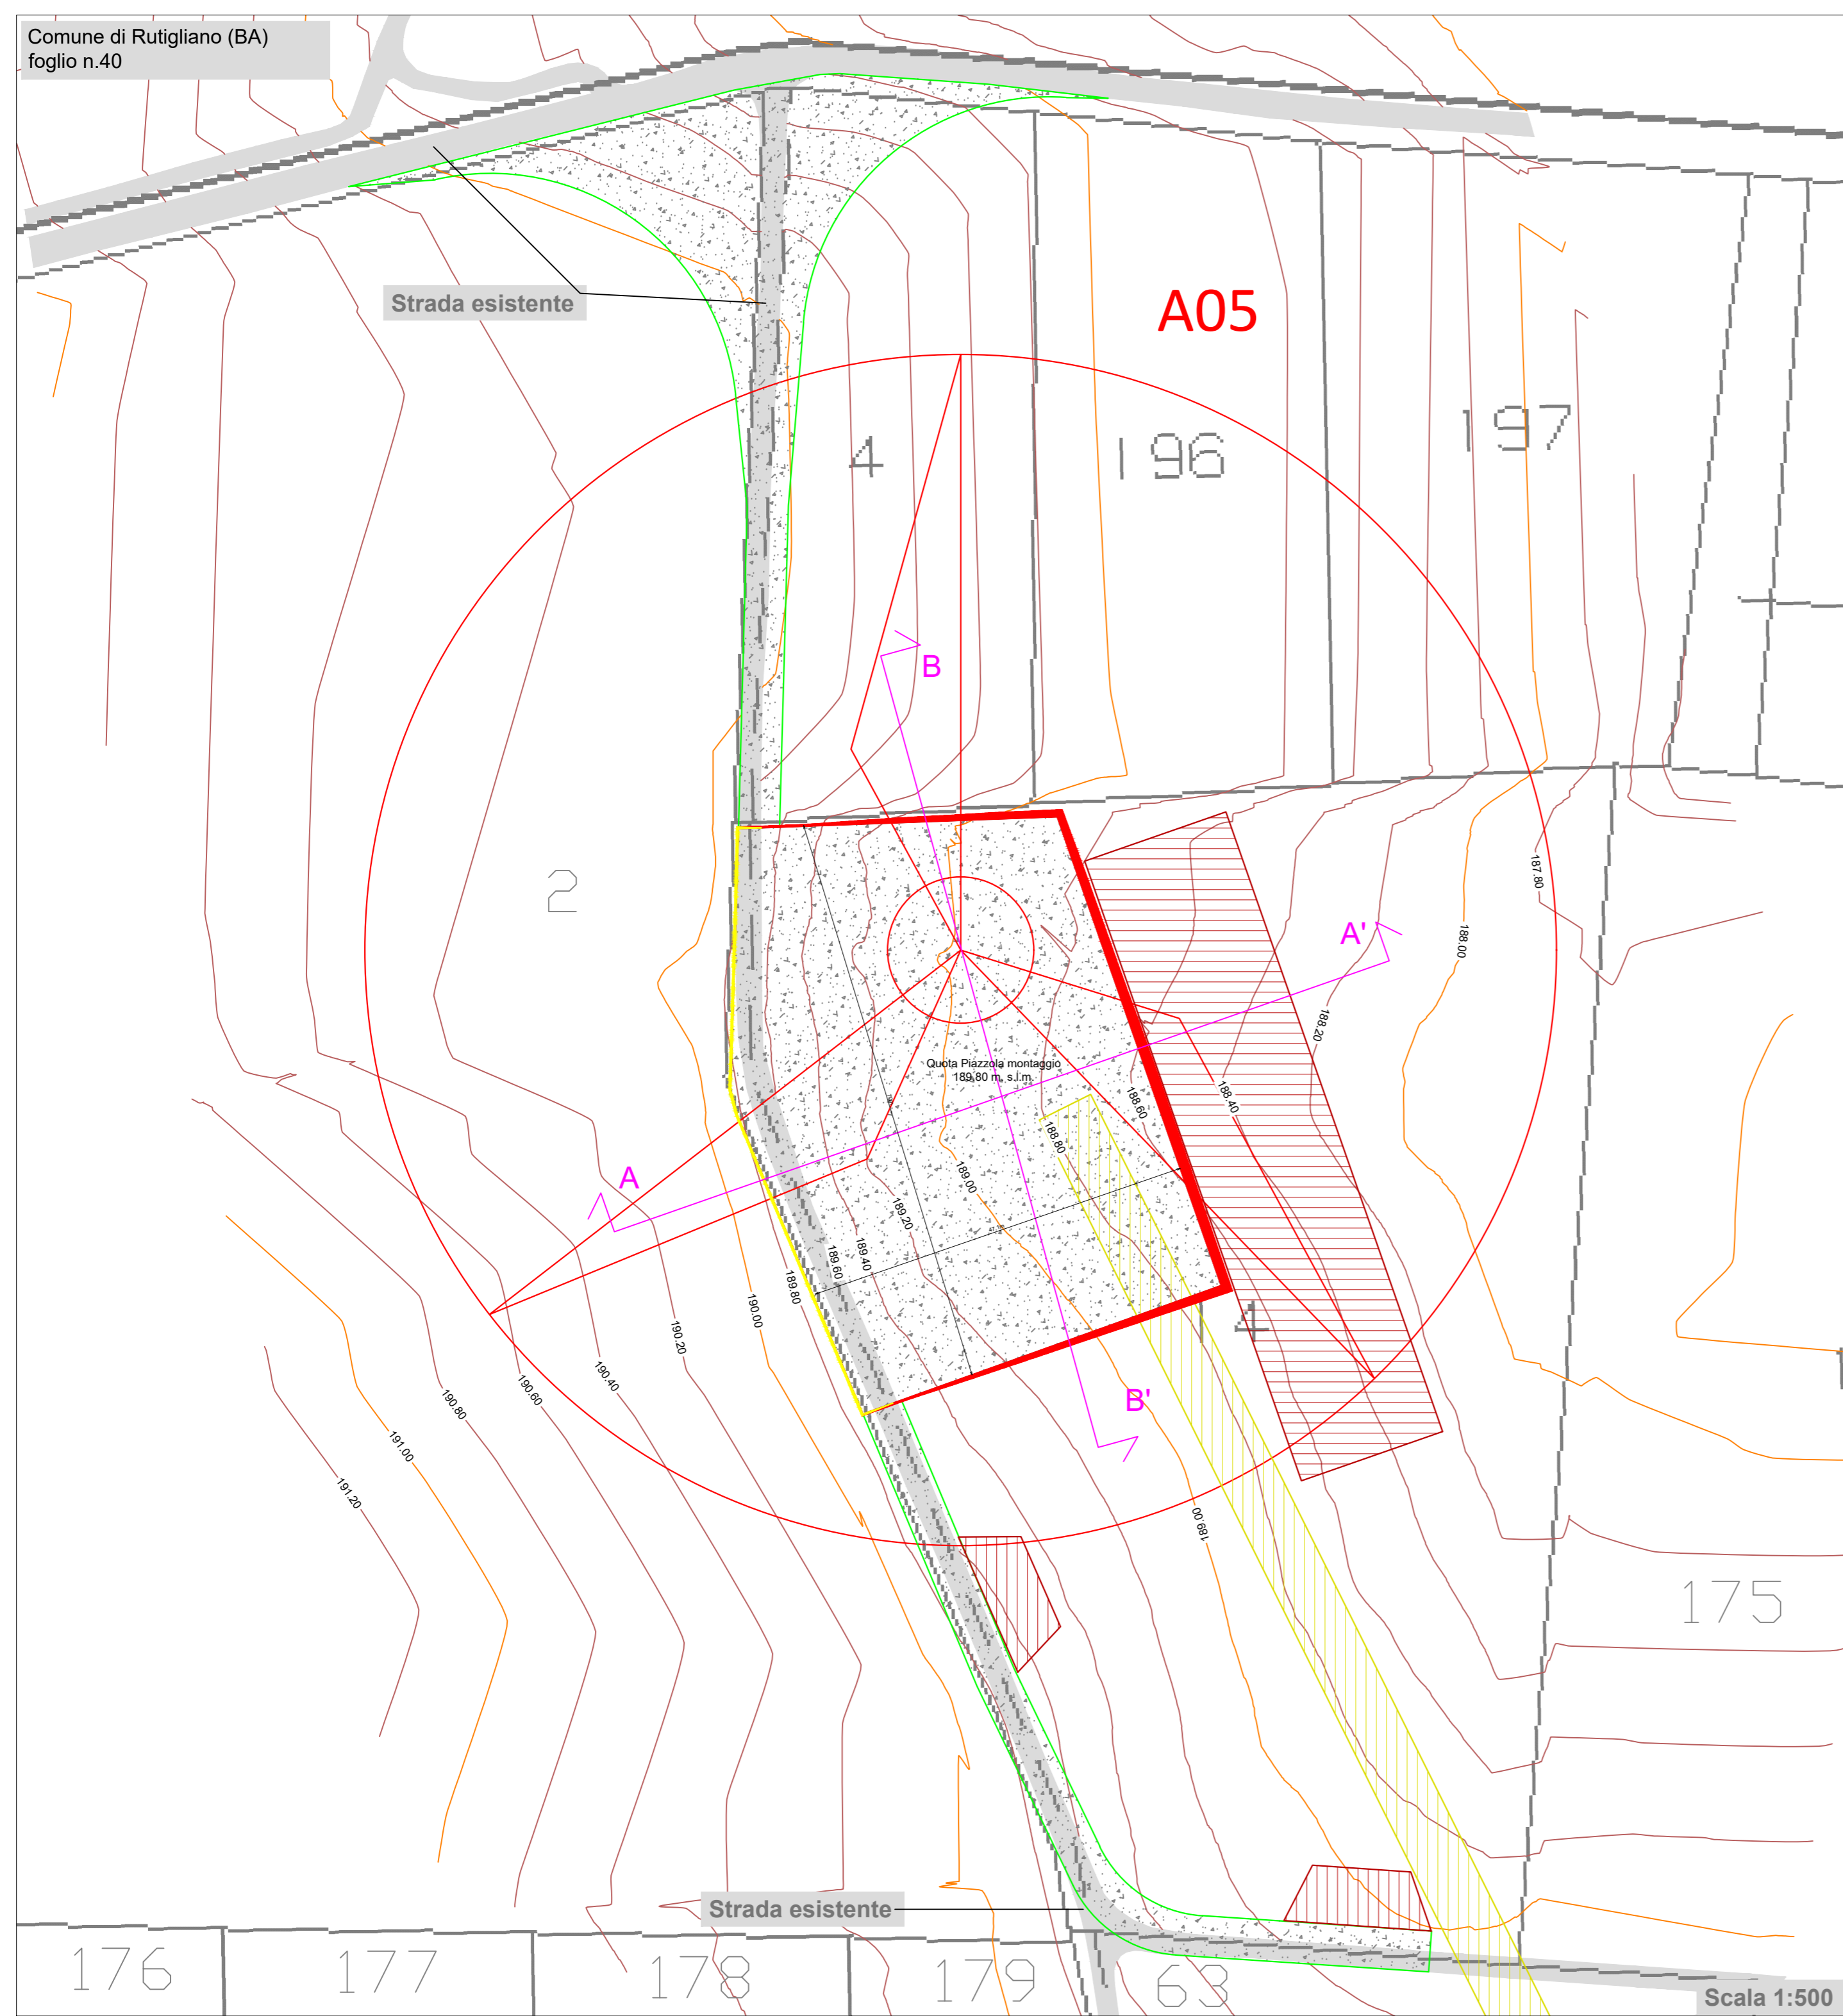 Comune di Rutigliano (BA)
foglio n.40
Strada esistente
A05
4
196
197
B
2
187.80
A'
188.00
188.20
Quota Piazzola montaggio
189,80 m. s.l.m.
188.60
188.40
188.80
A
189.00
189.20
189.40
189.60
189.80
190.00
190.20
190.40
190.60
190.80
191.00
191.20
4
B'
189.00
175
Strada esistente
176
177
178
179
63
Scala 1:500